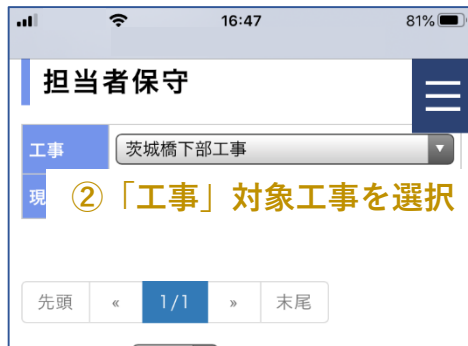 16:47 81%
担当者保守
工事 茨城橋下部工事
現
②「工事」対象工事を選択
先頭 « 1/1 » 末尾